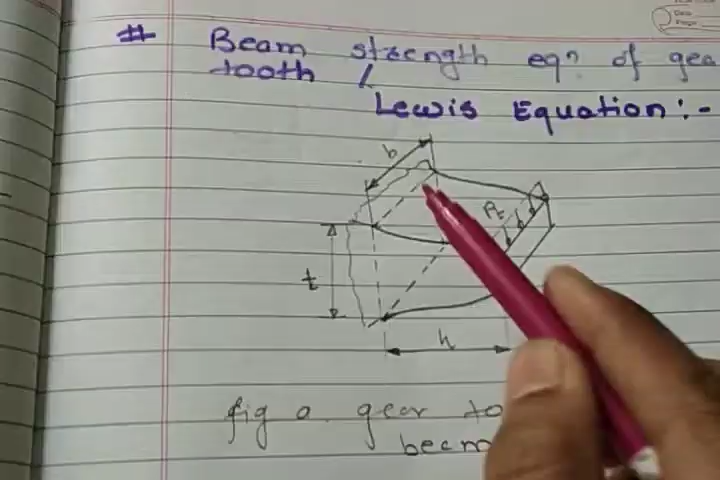 # Beam strength eqn of gea
tooth /
Lewis Equation :-
b
Pt
t
h
fig a. gear to
beam